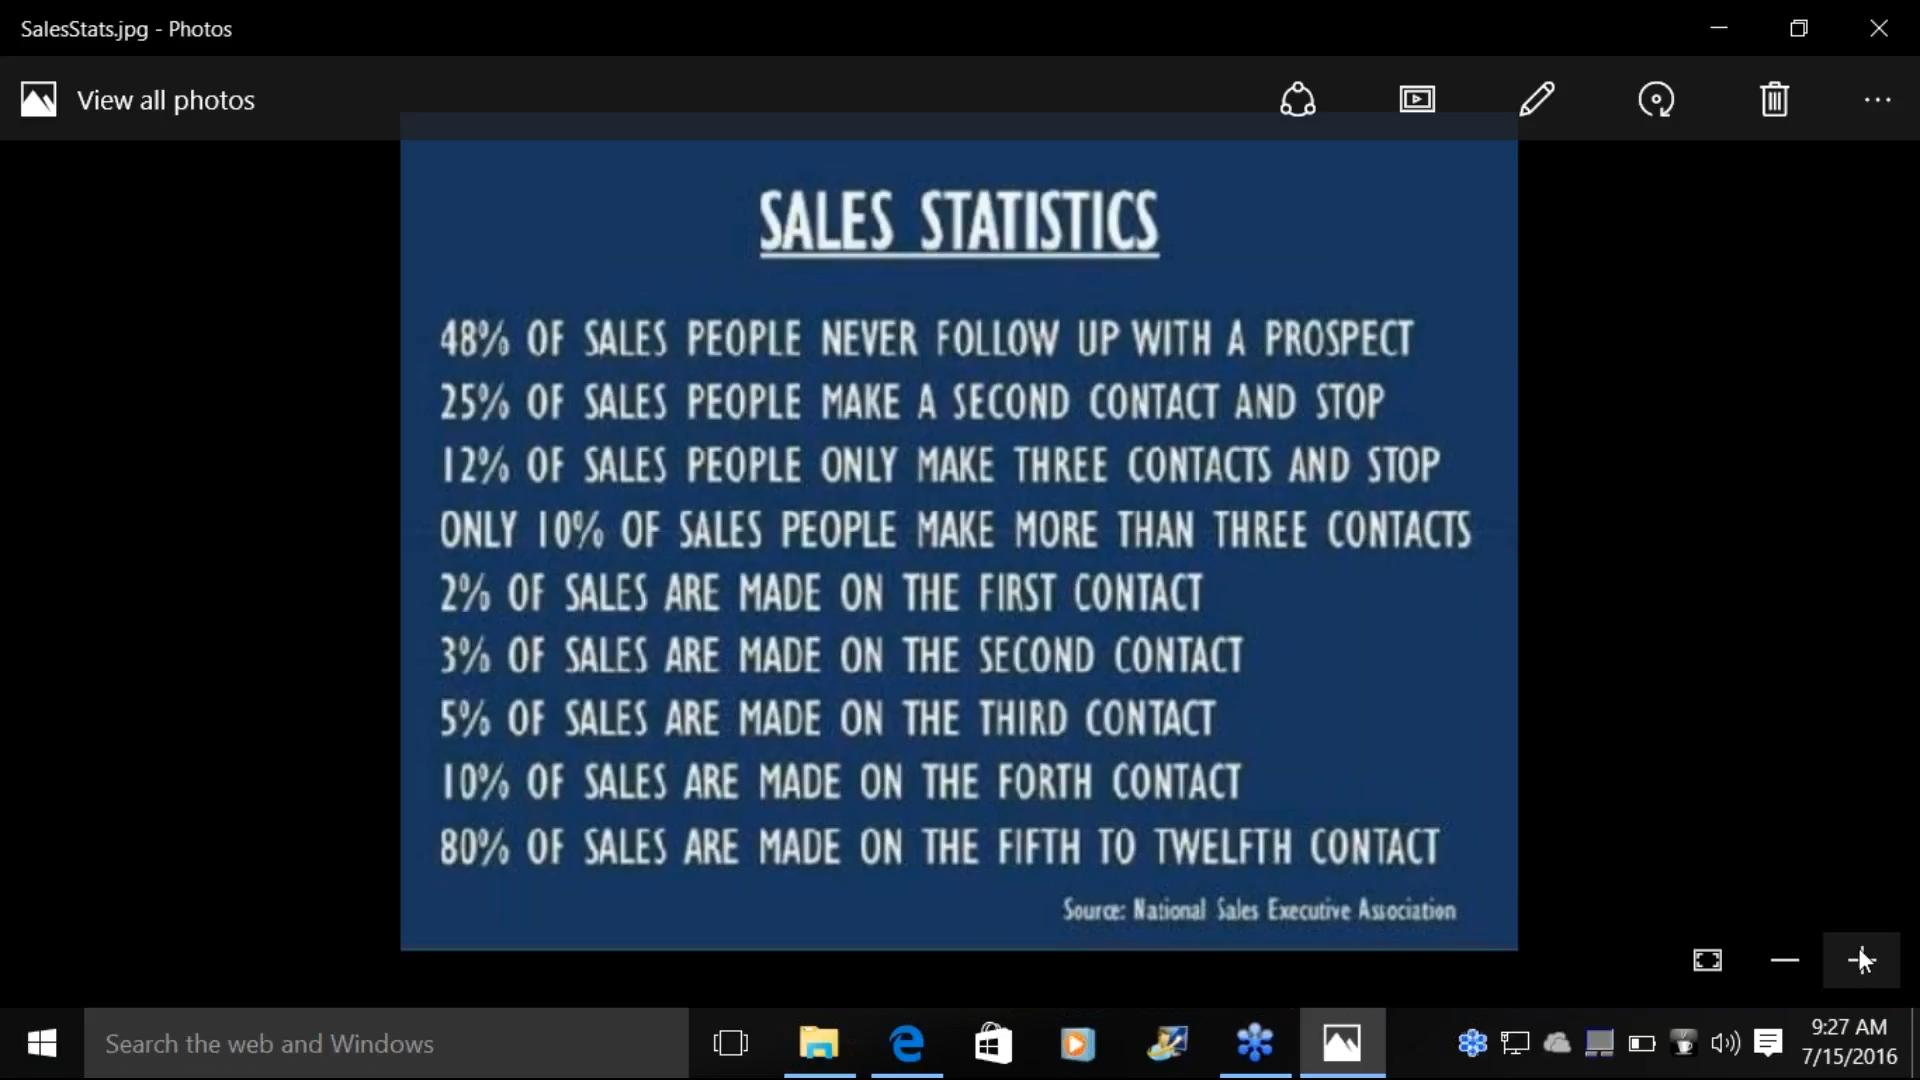 SalesStats.jpg - Photos
View all photos
SALES STATISTICS
48% OF SALES PEOPLE NEVER FOLLOW UP WITH A PROSPECT
25% OF SALES PEOPLE MAKE A SECOND CONTACT AND STOP
12% OF SALES PEOPLE ONLY MAKE THREE CONTACTS AND STOP
ONLY 10% OF SALES PEOPLE MAKE MORE THAN THREE CONTACTS
2% OF SALES ARE MADE ON THE FIRST CONTACT
3% OF SALES ARE MADE ON THE SECOND CONTACT
5% OF SALES ARE MADE ON THE THIRD CONTACT
10% OF SALES ARE MADE ON THE FORTH CONTACT
80% OF SALES ARE MADE ON THE FIFTH TO TWELFTH CONTACT
Source: National Sales Executive Association
Search the web and Windows
9:27 AM
7/15/2016